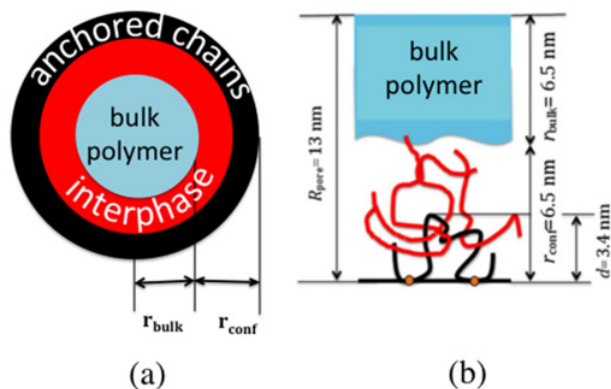 anchored chains
bulk
polymer
interphase
r_bulk
r_conf
(a)
bulk
polymer
R_pore= 13 nm
r_bulk= 6.5 nm
r_conf=6.5 nm
d=3.4 nm
(b)